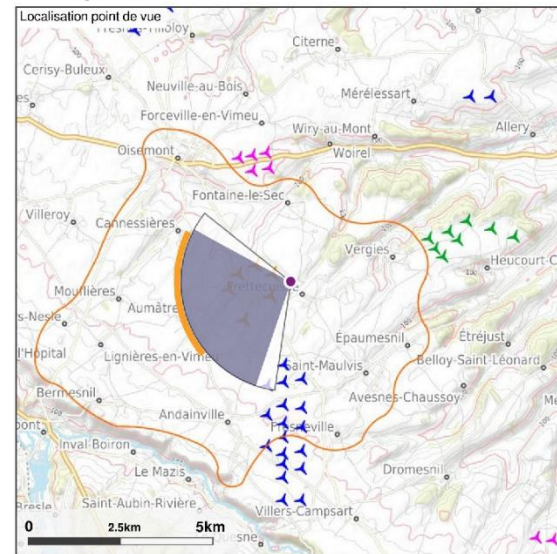 Localisation point de vue
Citerne
Cerisy-Buleux
Neuville-au-Bois
Mérélessart
Forceville-en-Vimeu
Allery
Wiry-au-Mont
Oisemont
Woirel
Fontaine-le-Sec
Villeroy
Cannessières
Vergies
Heucourt-C
Mouflières
Aumâtre
s-Nesle
Épaumesnil
Étréjust
l'Hôpital
Lignières-en-Vimeu
Saint-Maulvis
Belloy-Saint-Léonard
Bermesnil
Avesnes-Chaussoy
Andainville
Fresneville
Inval-Boiron
Le Mazis
Dromesnil
Saint-Aubin-Rivière
Bresle
Villers-Campsart
0 2.5km 5km